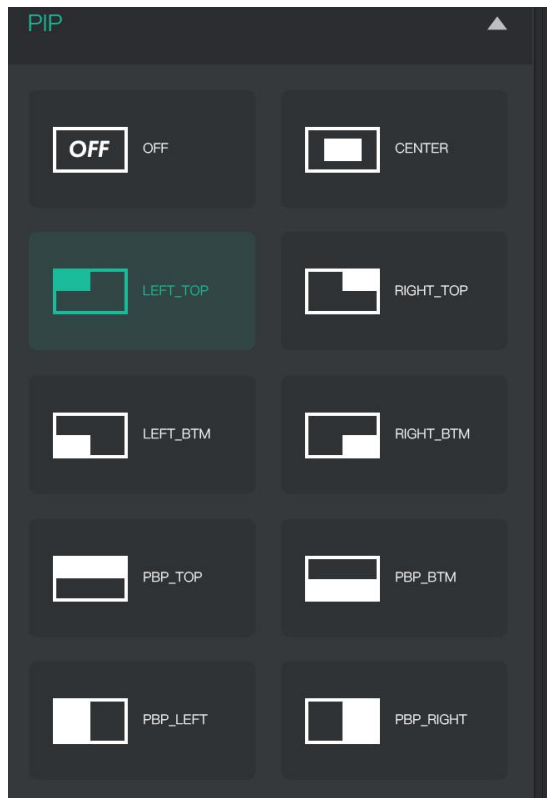 PIP
OFF OFF
CENTER
LEFT_TOP
RIGHT_TOP
LEFT_BTM
RIGHT_BTM
PBP_TOP
PBP_BTM
PBP_LEFT
PBP_RIGHT